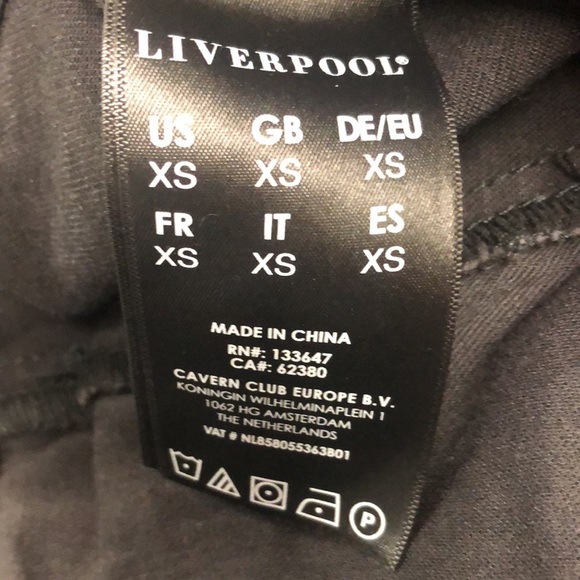 LIVERPOOL®
US GB DE/EU
XS XS XS
FR IT ES
XS XS XS
MADE IN CHINA
RN#: 133647
CA#: 62380
CAVERN CLUB EUROPE B.V.
KONINGIN WILHELMINAPLEIN 1
1062 HG AMSTERDAM
THE NETHERLANDS
VAT # NL858055363B01
P